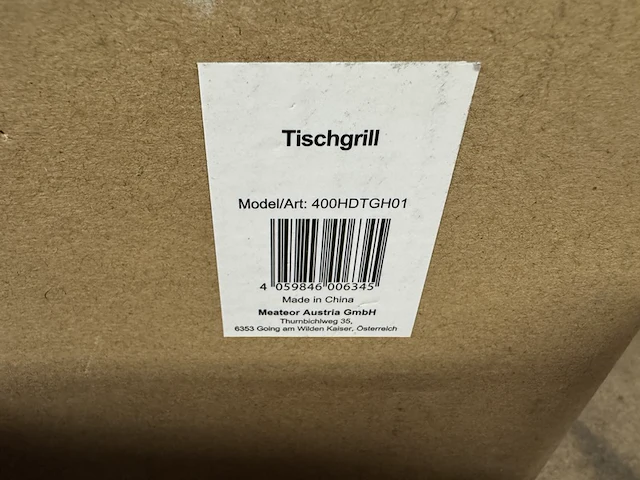 Tischgrill
Model/Art: 400HDTGH01
4 059846 006345
Made in China
Meateor Austria GmbH
Thurnbichlweg 35,
6353 Going am Wilden Kaiser, Österreich